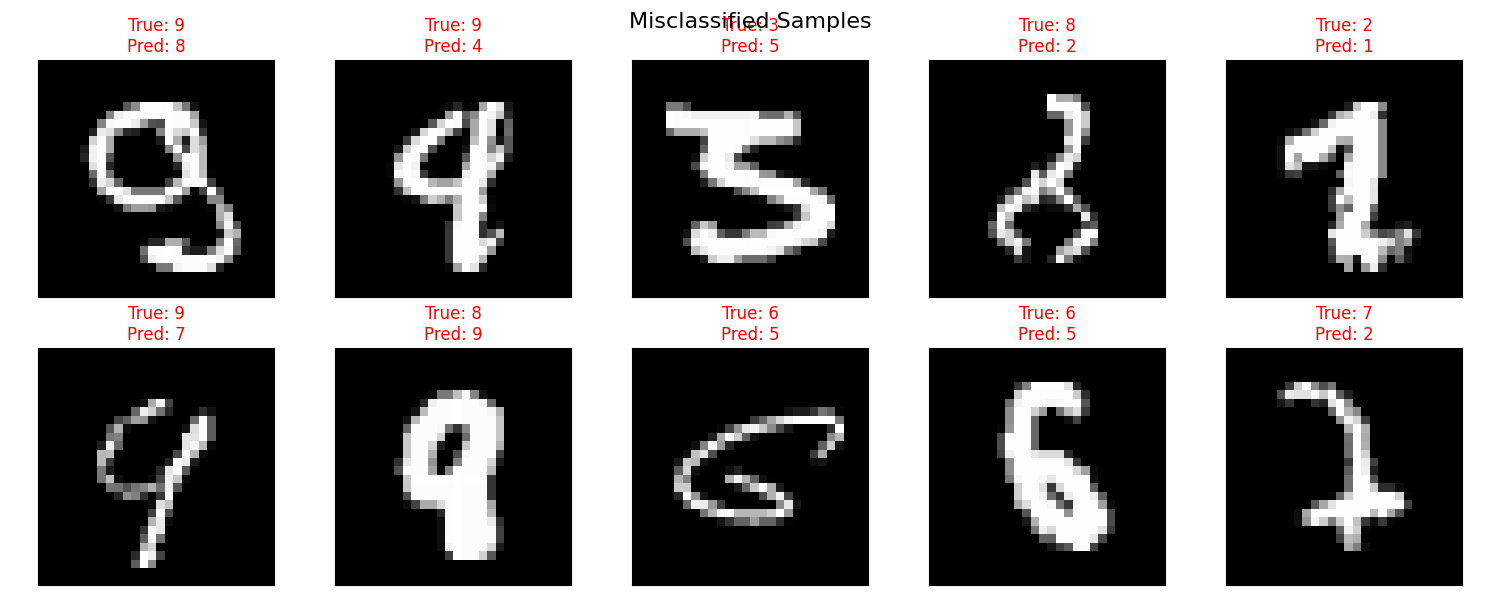 Misclassified Samples
True: 9
Pred: 8
True: 9
Pred: 4
True: 3
Pred: 5
True: 8
Pred: 2
True: 2
Pred: 1
True: 9
Pred: 7
True: 8
Pred: 9
True: 6
Pred: 5
True: 6
Pred: 5
True: 7
Pred: 2